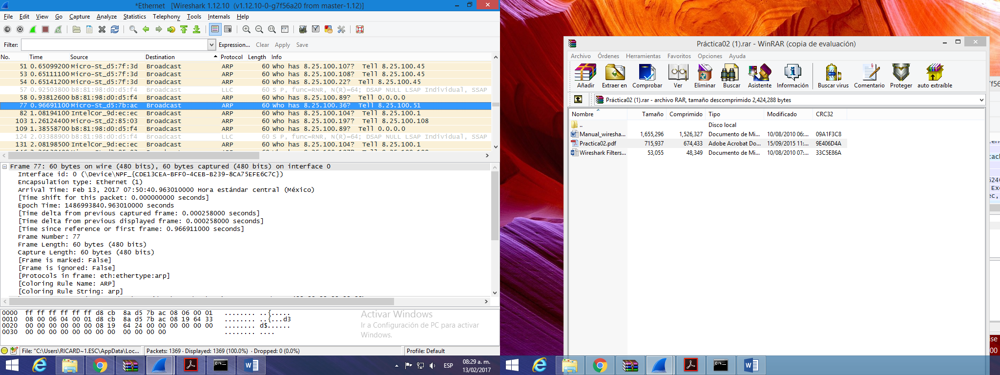 *Ethernet [Wireshark 1.12.10 (v1.12.10-0-g7f56a20 from master-1.12)]
File Edit View Go Capture Analyze Statistics Telephony Tools Internals Help
Filter: Expression... Clear Apply Save
No. Time Source Destination Protocol Length Info
51 0.65099200 Micro-St_d5:7f:3d Broadcast ARP 60 Who has 8.25.100.107? Tell 8.25.100.45
53 0.65111100 Micro-St_d5:7f:3d Broadcast ARP 60 Who has 8.25.100.108? Tell 8.25.100.45
54 0.65141200 Micro-St_d5:7f:3d Broadcast ARP 60 Who has 8.25.100.22? Tell 8.25.100.45
57 0.92503800 b8:81:98:d0:d5:f4 Broadcast LLC 60 S P, func=RNR, N(R)=64; DSAP NULL LSAP Individual, SSAP
58 0.93812600 b8:81:98:d0:d5:f4 Broadcast ARP 60 Who has 8.25.100.89? Tell 0.0.0.0
77 0.96691100 Micro-St_d5:7b:ac Broadcast ARP 60 Who has 8.25.100.36? Tell 8.25.100.51
82 1.08194100 IntelCor_9d:ec:ec Broadcast ARP 60 Who has 8.25.100.104? Tell 8.25.100.1
103 1.26124400 Micro-St_d2:85:03 Broadcast ARP 60 Who has 8.25.100.197? Tell 8.25.100.108
109 1.38558700 b8:81:98:d0:d5:f4 Broadcast ARP 60 Who has 8.25.100.89? Tell 0.0.0.0
124 2.03388900 b8:81:98:d0:d5:f4 Broadcast LLC 60 S P, func=RNR, N(R)=64; DSAP NULL LSAP Individual, SSAP
131 2.08198500 IntelCor_9d:ec:ec Broadcast ARP 60 Who has 8.25.100.104? Tell 8.25.100.1
Frame 77: 60 bytes on wire (480 bits), 60 bytes captured (480 bits) on interface 0
Interface id: 0 (\Device\NPF_{CDE13CEA-BFF0-4CEB-B239-8CA75EFE6C7C})
Encapsulation type: Ethernet (1)
Arrival Time: Feb 13, 2017 07:50:40.963010000 Hora estándar central (México)
[Time shift for this packet: 0.000000000 seconds]
Epoch Time: 1486993840.963010000 seconds
[Time delta from previous captured frame: 0.000258000 seconds]
[Time delta from previous displayed frame: 0.000258000 seconds]
[Time since reference or first frame: 0.966911000 seconds]
Frame Number: 77
Frame Length: 60 bytes (480 bits)
Capture Length: 60 bytes (480 bits)
[Frame is marked: False]
[Frame is ignored: False]
[Protocols in frame: eth:ethertype:arp]
[Coloring Rule Name: ARP]
[Coloring Rule String: arp]
0000 ff ff ff ff ff ff d8 cb 8a d5 7b ac 08 06 00 01 ........ ..{.....
0010 08 00 06 04 00 01 d8 cb 8a d5 7b ac 08 19 64 33 ........ ..{...d3
0020 00 00 00 00 00 00 08 19 64 24 00 00 00 00 00 00 ........ d$......
0030 00 00 00 00 00 00 00 00 00 00 00 00 ........ ....
Activar Windows
Ir a Configuración de PC para activar
Windows.
File: "C:\Users\RICARD~1.ESC\AppData\Loc... Packets: 1369 · Displayed: 1369 (100.0%) · Dropped: 0 (0.0%) Profile: Default
ESP
08:29 a. m.
13/02/2017
Práctica02 (1).rar - WinRAR (copia de evaluación)
Archivo Órdenes Herramientas Favoritos Opciones Ayuda
Añadir Extraer en Comprobar Ver Eliminar Buscar Asistente Información Buscar virus Comentario Proteger auto extraíble
Práctica02 (1).rar - archivo RAR, tamaño descomprimido 2,424,288 bytes
Nombre Tamaño Comprimido Tipo Modificado CRC32
.. Disco local
Manual_wiresha... 1,655,296 1,526,327 Documento de Mi... 10/08/2010 06:... 09A1F3C8
Practica02.pdf 715,937 674,433 Adobe Acrobat Do... 15/09/2015 11:... 9E406D4A
Wireshark Filters... 53,055 48,349 Documento de Mi... 10/08/2010 07:... 33C5E86A